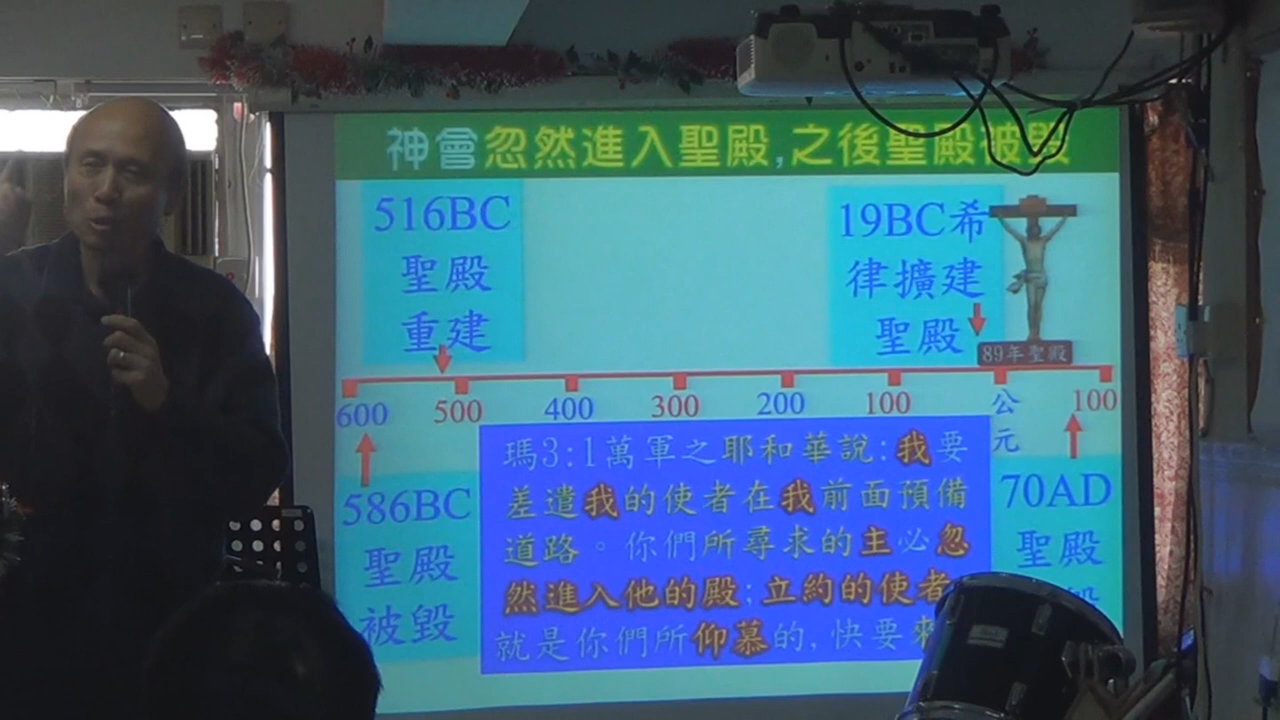 神會忽然進入聖殿,之後聖殿被毀
516BC
聖殿
重建
19BC希
律擴建
聖殿
89年聖殿
600 500 400 300 200 100 公元 100
586BC
聖殿
被毀
瑪3:1萬軍之耶和華說:我要
差遣我的使者在我前面預備
道路。你們所尋求的主必忽
然進入他的殿;立約的使者
就是你們所仰慕的,快要
70AD
聖殿
毀